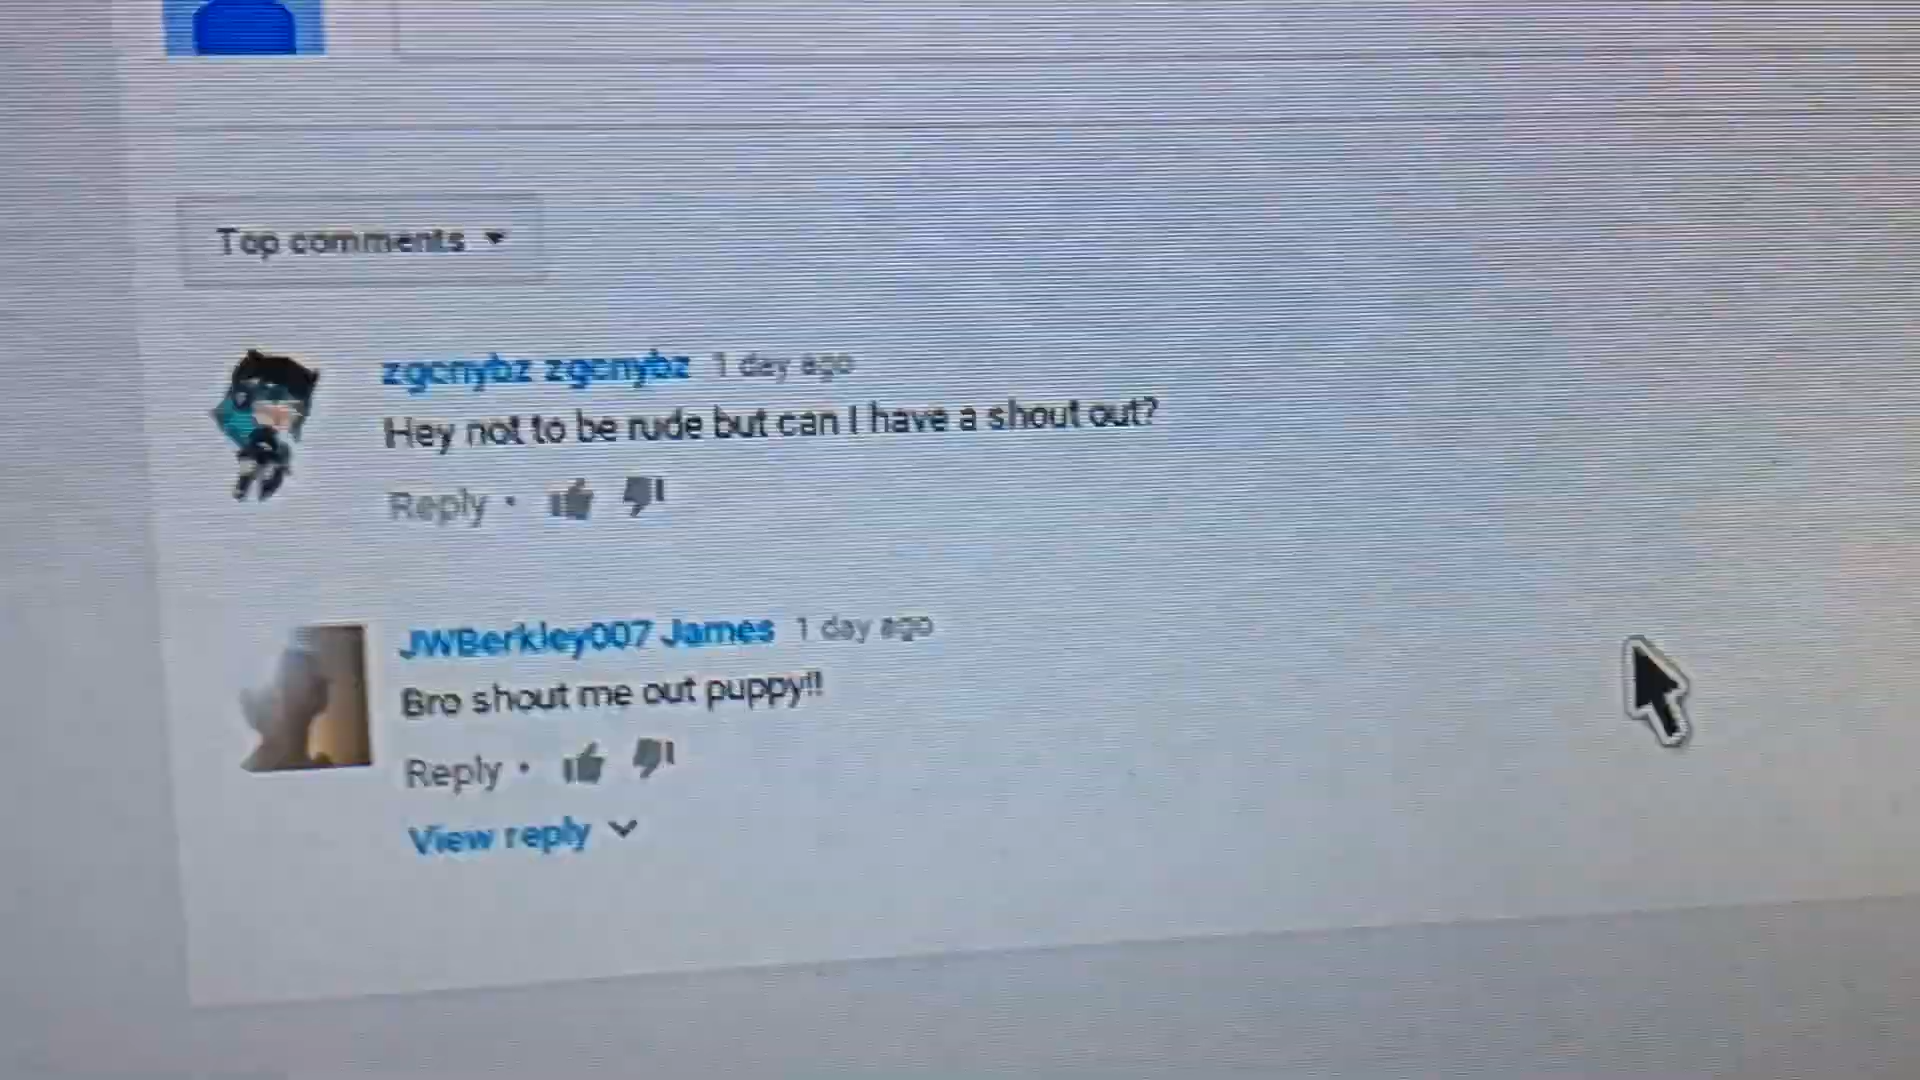 Top comments
zgcnybz zgcnybz 1 day ago
Hey not to be rude but can I have a shout out?
Reply •
JWBerkley007 James 1 day ago
Bro shout me out puppy!!
Reply •
View reply